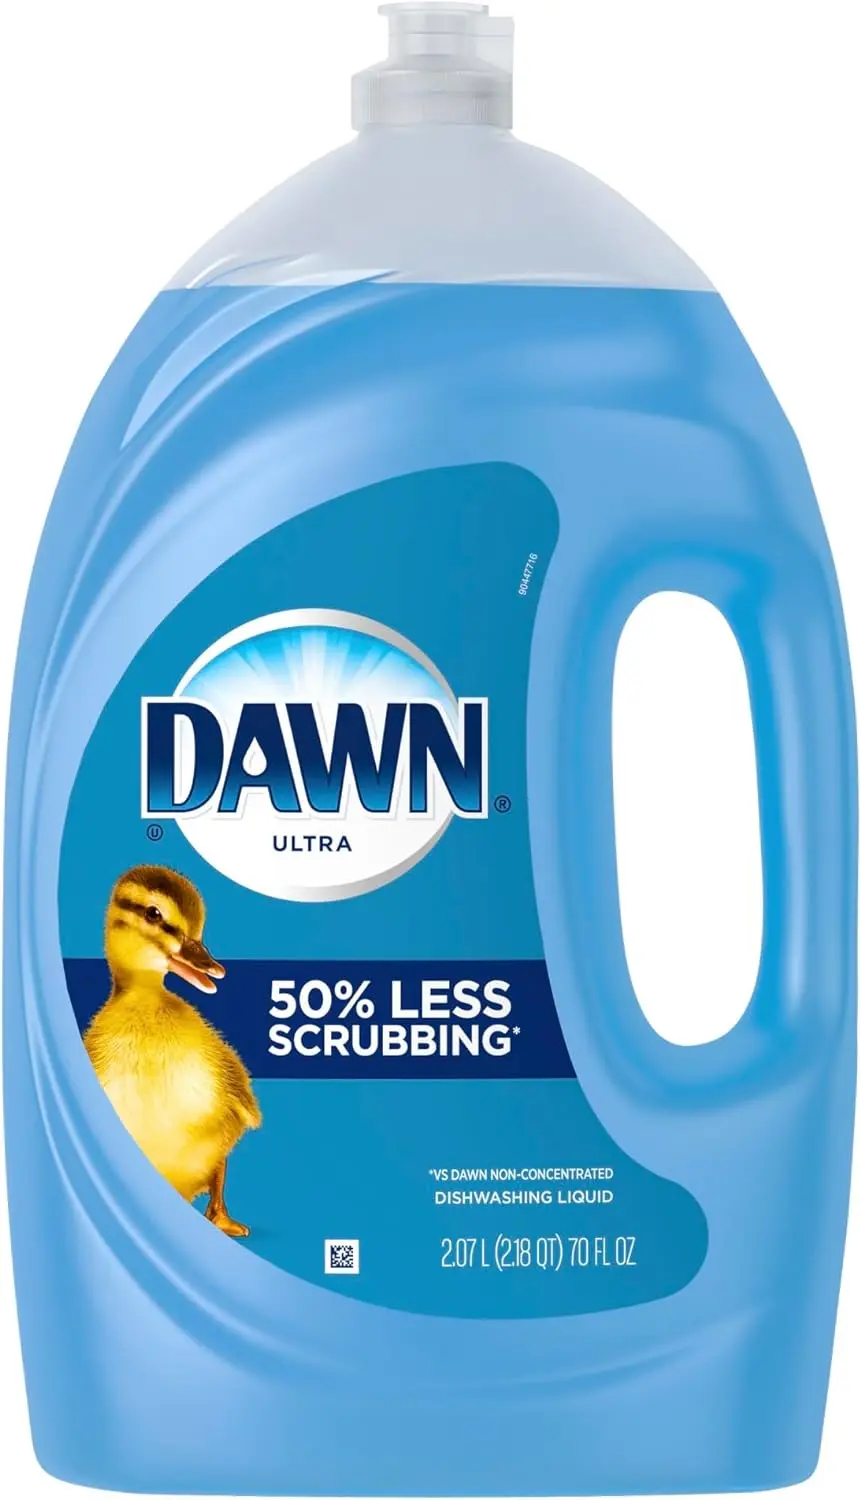 90447716
DAWN®
Ⓤ
ULTRA
50% LESS
SCRUBBING*
*VS DAWN NON-CONCENTRATED
DISHWASHING LIQUID
2.07 L (2.18 QT) 70 FL OZ